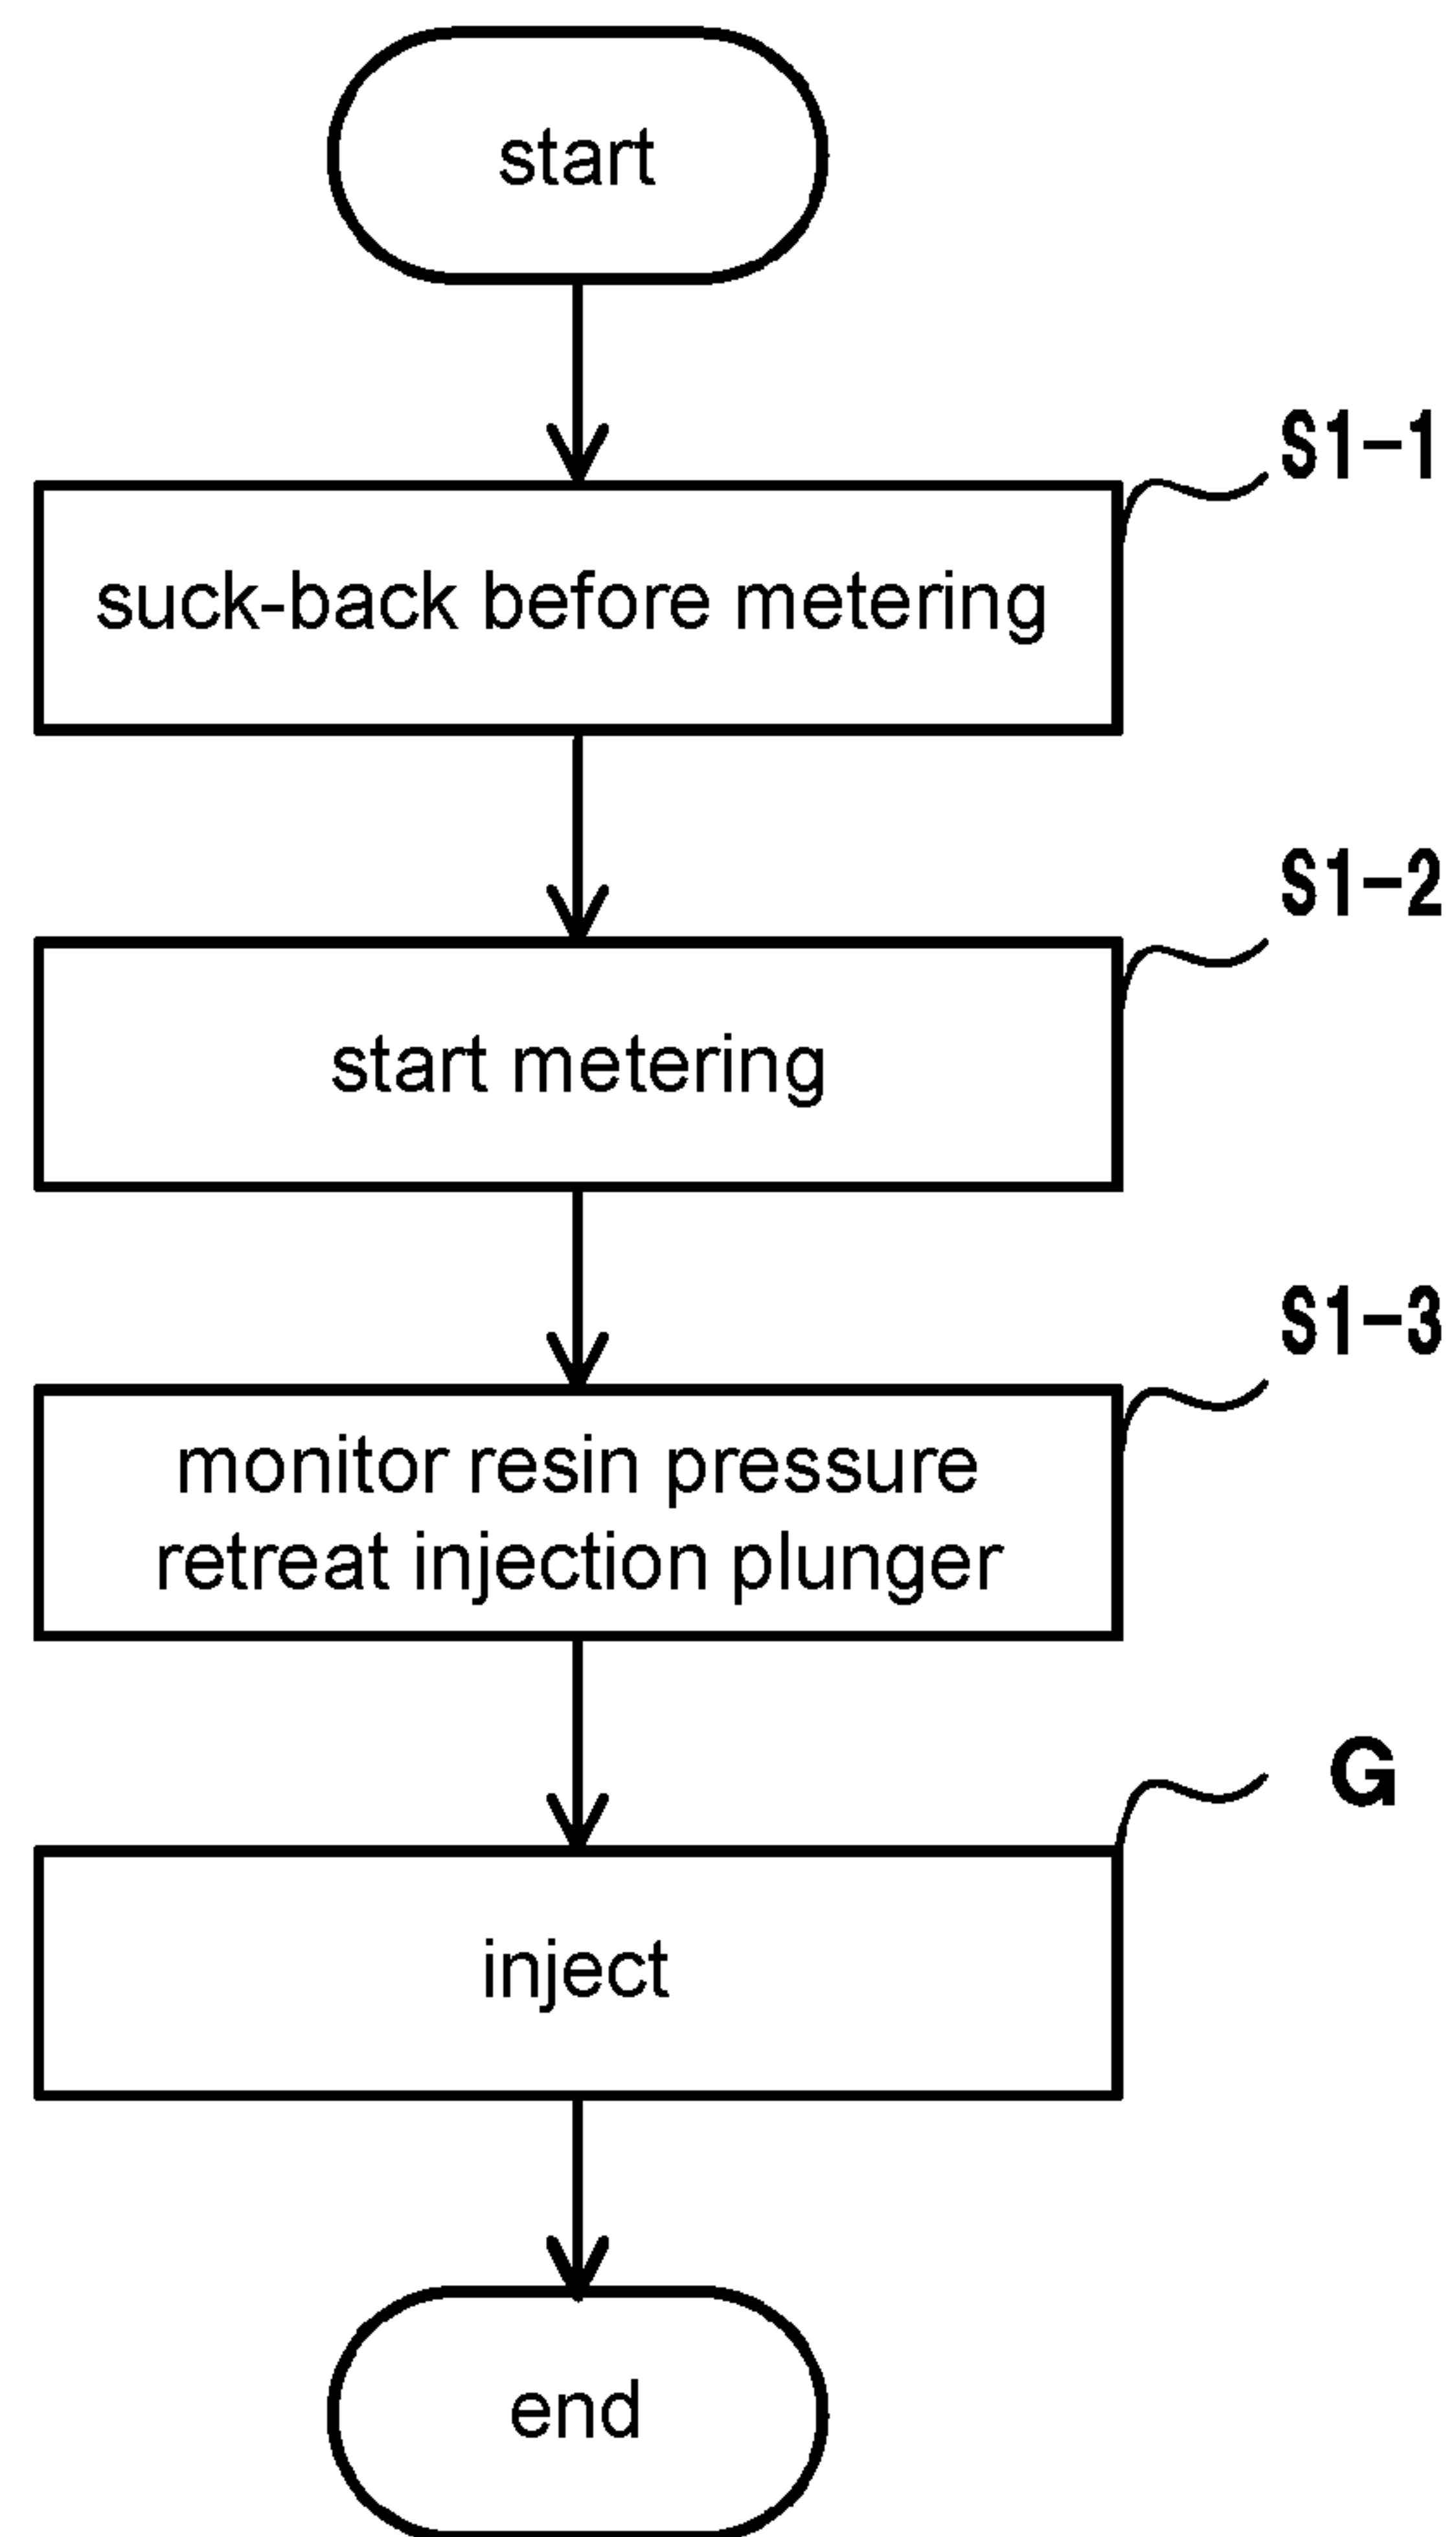 start
S1-1
suck-back before metering
S1-2
start metering
S1-3
monitor resin pressure
retreat injection plunger
G
inject
end